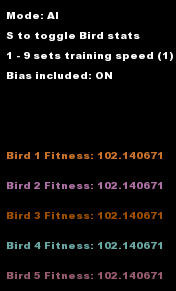 Mode: AI
S to toggle Bird stats
1 - 9 sets training speed (1)
Bias included: ON
Bird 1 Fitness: 102.140671
Bird 2 Fitness: 102.140671
Bird 3 Fitness: 102.140671
Bird 4 Fitness: 102.140671
Bird 5 Fitness: 102.140671